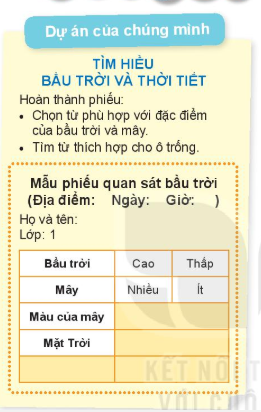 Dự án của chúng mình
TÌM HIỂU
BẦU TRỜI VÀ THỜI TIẾT
Hoàn thành phiếu:
• Chọn từ phù hợp với đặc điểm
của bầu trời và mây.
• Tìm từ thích hợp cho ô trống.
Mẫu phiếu quan sát bầu trời
(Địa điểm: Ngày: Giờ: )
Họ và tên:
Lớp: 1
Bầu trời Cao Thấp
Mây Nhiều Ít
Màu của mây
Mặt Trời
KẾT NỐI T